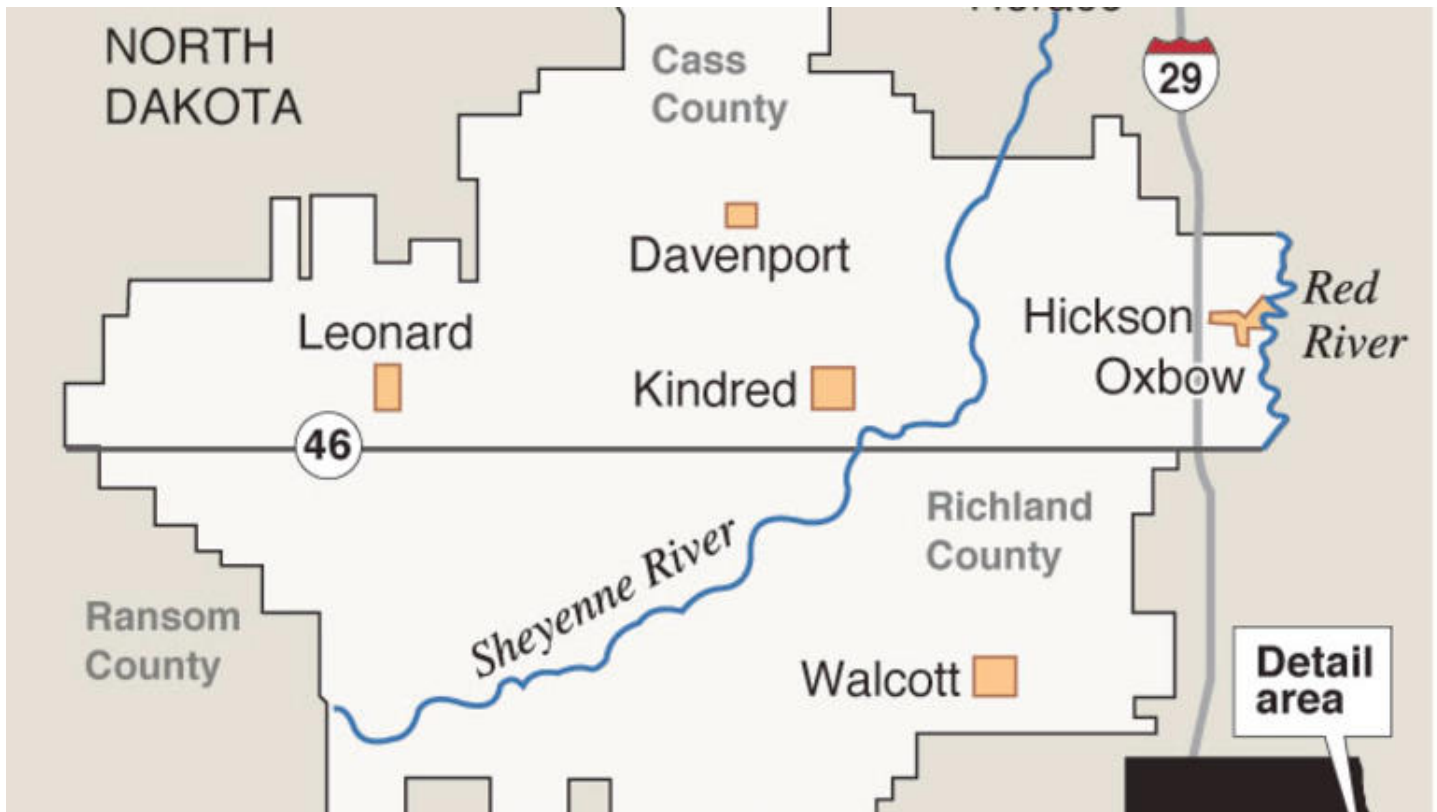 NORTH
DAKOTA
Cass
County
29
Davenport
Leonard
Hickson
Red
River
Kindred
Oxbow
46
Richland
County
Sheyenne River
Ransom
County
Walcott
Detail
area